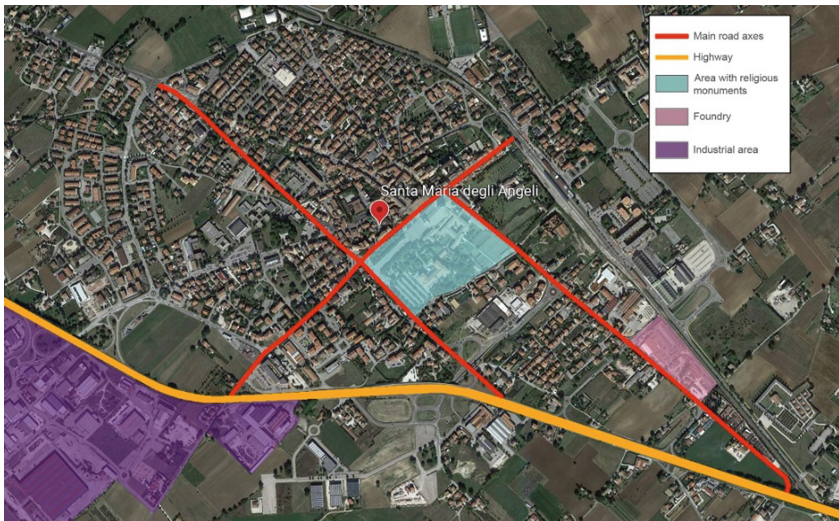 Main road axes
Highway
Area with religious
monuments
Foundry
Industrial area
Santa Maria degli Angeli